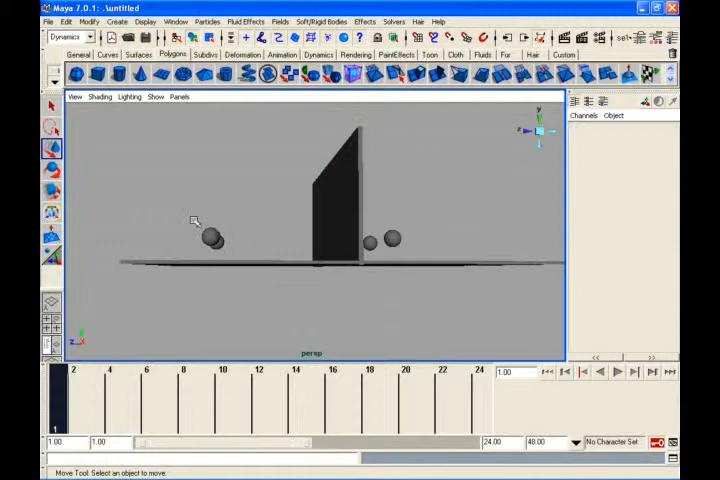 Maya 7.0.1: .\untitled
File Edit Modify Create Display Window Particles Fluid Effects Fields Soft/Rigid Bodies Effects Solvers Hair Help
Dynamics sel-
General Curves Surfaces Polygons Subdivs Deformation Animation Dynamics Rendering PaintEffects Toon Cloth Fluids Fur Hair Custom
View Shading Lighting Show Panels
Channels Object
y
z
persp
2 4 6 8 10 12 14 16 18 20 22 24
1
1.00
1.00 1.00 24.00 48.00 No Character Set
Move Tool: Select an object to move.